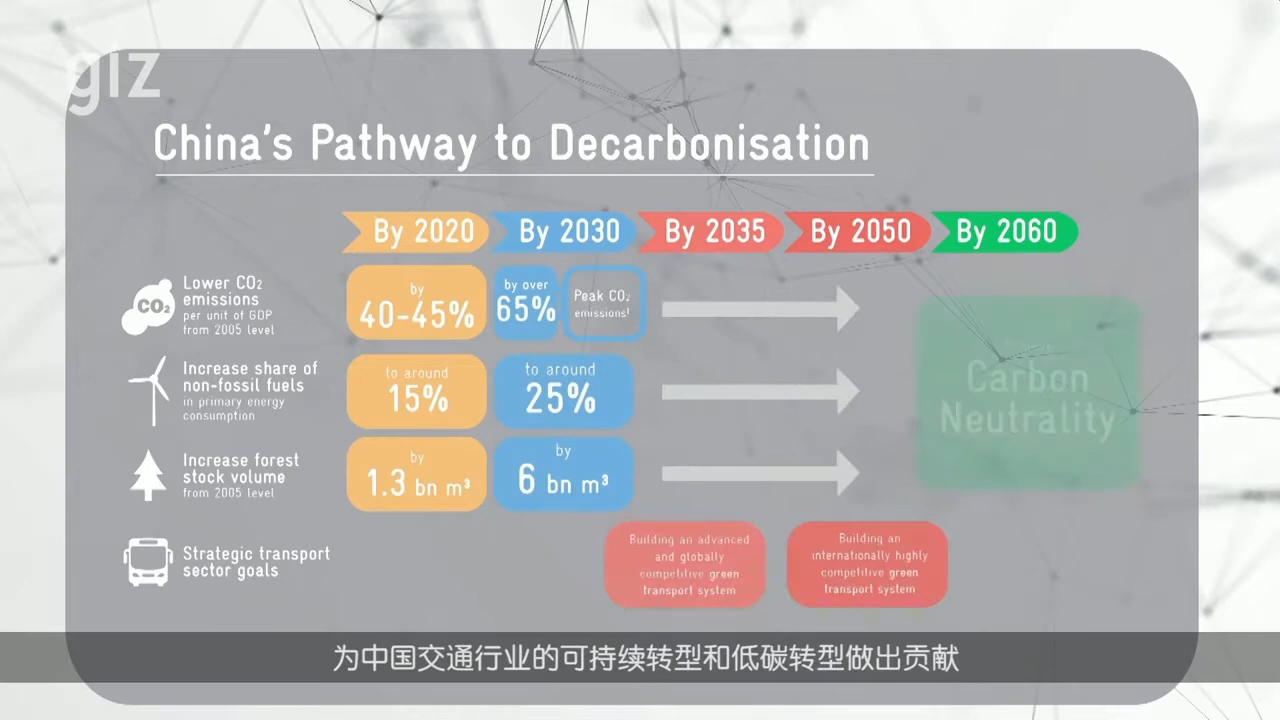 giz
China's Pathway to Decarbonisation
By 2020
By 2030
By 2035
By 2050
By 2060
Lower CO₂
emissions
per unit of GDP
from 2005 level
CO₂
by
40-45%
by over
65%
Peak CO₂
emissions¹
Increase share of
non-fossil fuels
in primary energy
consumption
to around
15%
to around
25%
Carbon
Neutrality
Increase forest
stock volume
from 2005 level
by
1.3 bn m³
by
6 bn m³
Strategic transport
sector goals
Building an advanced
and globally
competitive green
transport system
Building an
internationally highly
competitive green
transport system
为中国交通行业的可持续转型和低碳转型做出贡献